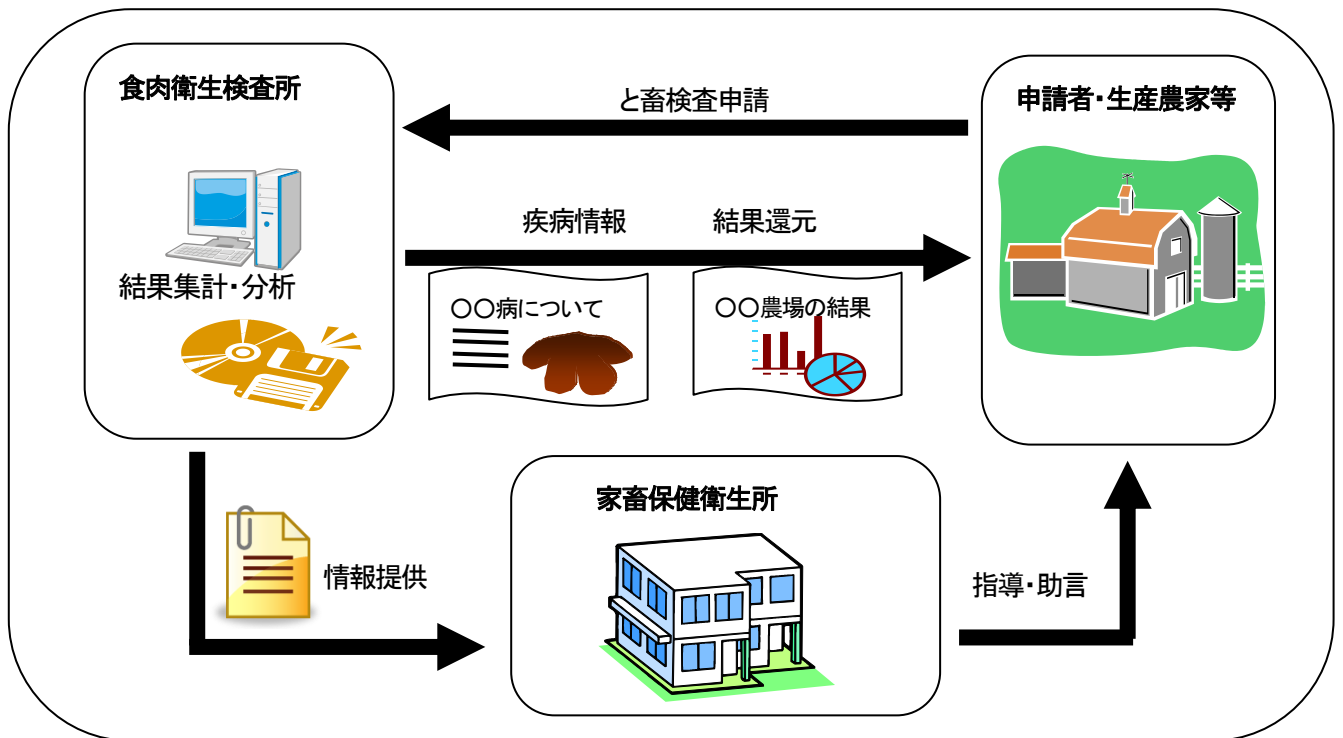 食肉衛生検査所
と畜検査申請
申請者・生産農家等
疾病情報
結果還元
結果集計・分析
〇〇病について
〇〇農場の結果
家畜保健衛生所
情報提供
指導・助言